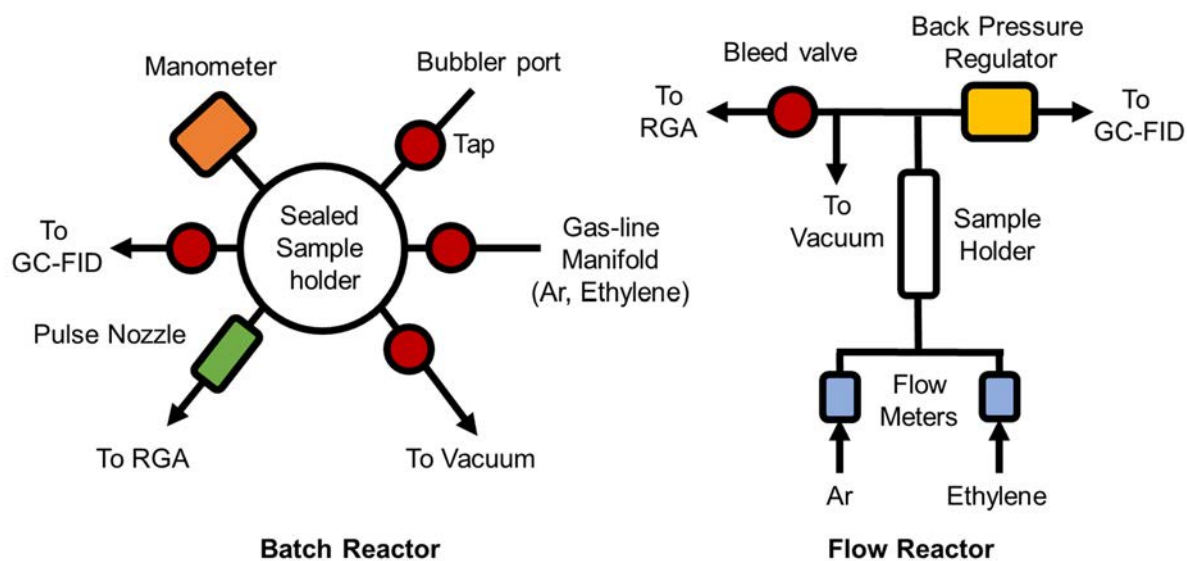 Manometer
Bubbler port
Tap
To
GC-FID
Sealed
Sample
holder
Gas-line
Manifold
(Ar, Ethylene)
Pulse Nozzle
To RGA
To Vacuum
Batch Reactor
Bleed valve
Back Pressure
Regulator
To
RGA
To
GC-FID
To
Vacuum
Sample
Holder
Flow
Meters
Ar
Ethylene
Flow Reactor